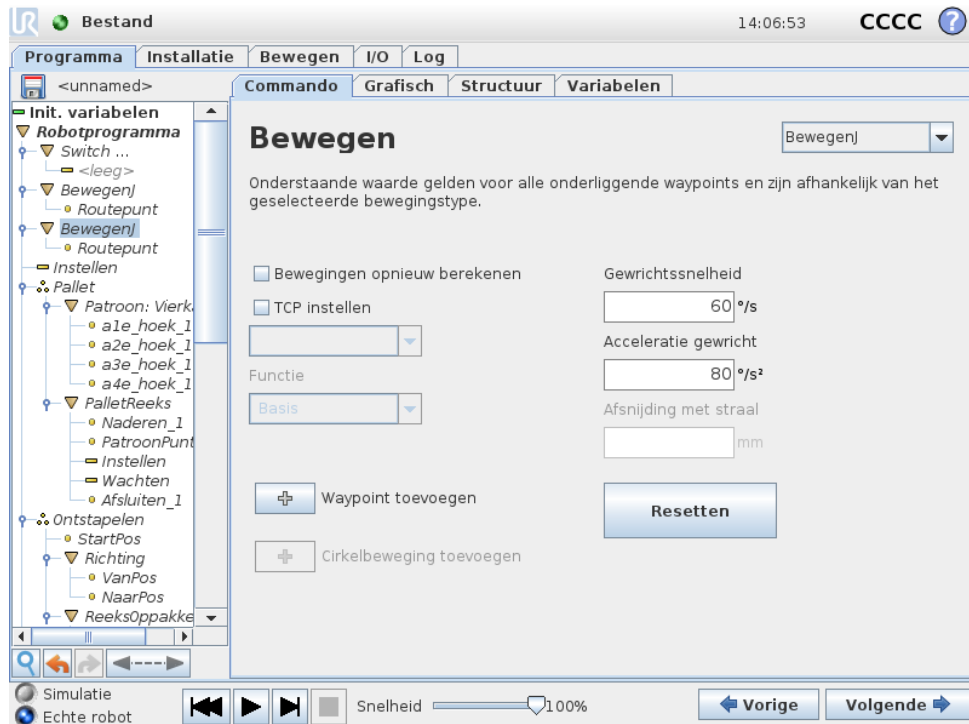 UR Bestand 14:06:53 CCCC ?
Programma Installatie Bewegen I/O Log
<unnamed>
Commando Grafisch Structuur Variabelen
Init. variabelen
Robotprogramma
Switch ...
<leeg>
BewegenJ
Routepunt
BewegenJ
Routepunt
Instellen
Pallet
Patroon: Vierka
a1e_hoek_1
a2e_hoek_1
a3e_hoek_1
a4e_hoek_1
PalletReeks
Naderen_1
PatroonPunt
Instellen
Wachten
Afsluiten_1
Ontstapelen
StartPos
Richting
VanPos
NaarPos
ReeksOppakke
Bewegen
BewegenJ
Onderstaande waarde gelden voor alle onderliggende waypoints en zijn afhankelijk van het
geselecteerde bewegingstype.
Bewegingen opnieuw berekenen
TCP instellen
Functie
Basis
Gewrichtssnelheid
60 °/s
Acceleratie gewricht
80 °/s²
Afsnijding met straal
mm
Waypoint toevoegen
Cirkelbeweging toevoegen
Resetten
Simulatie
Echte robot
Snelheid 100%
Vorige
Volgende